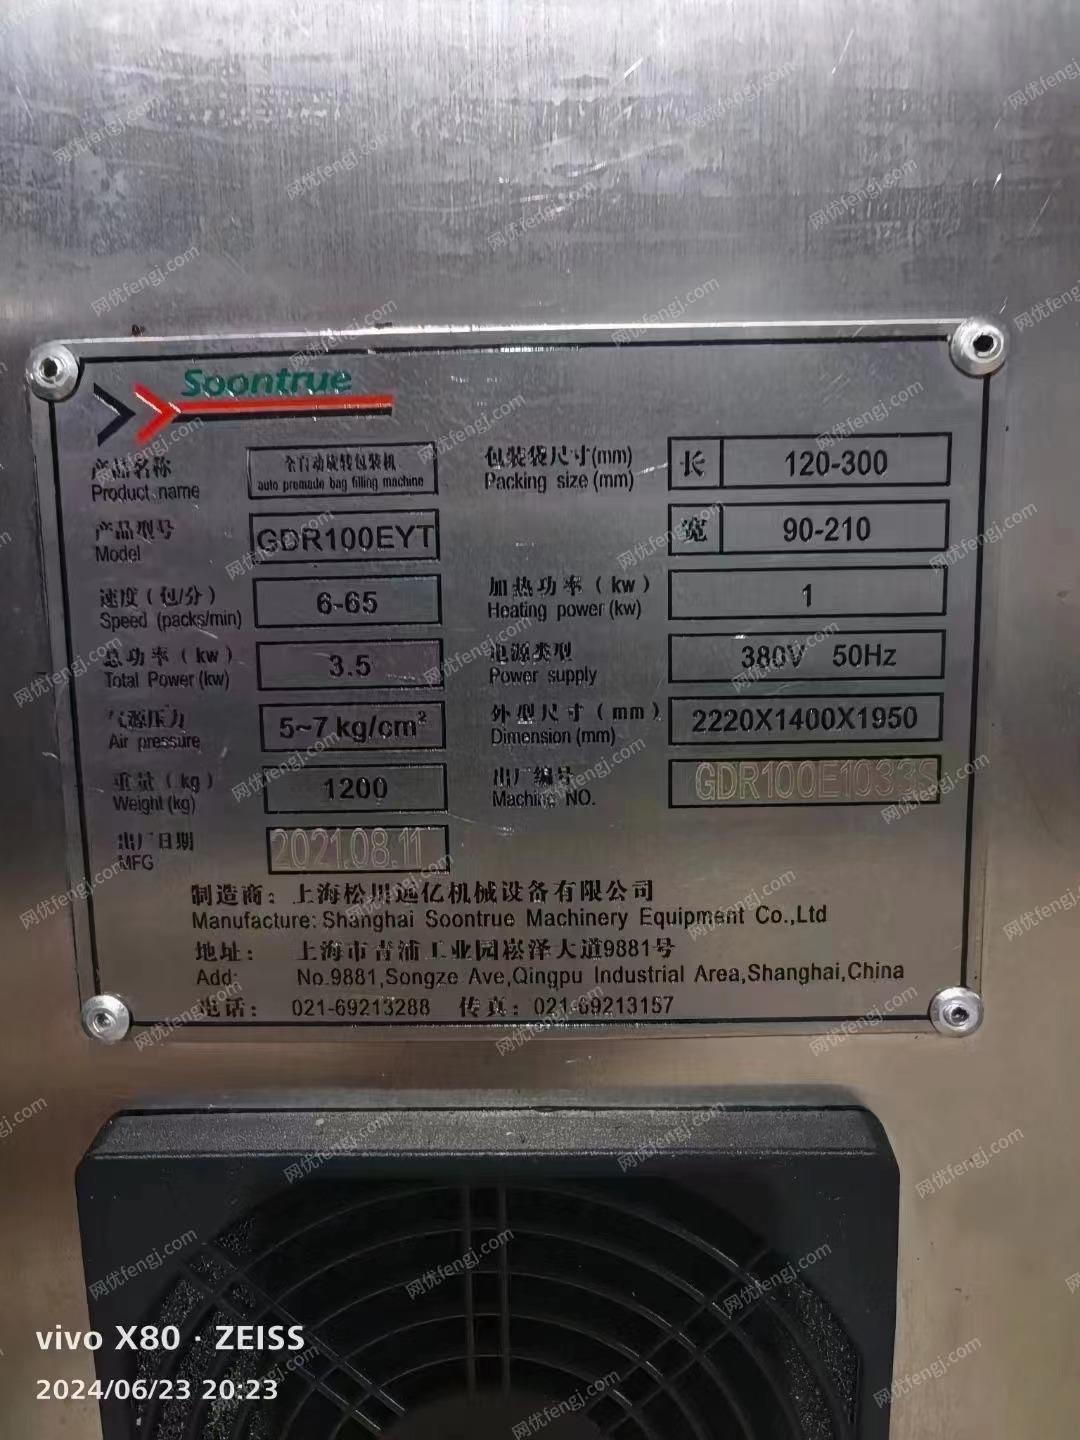 Soontrue
产品名称
Product name
全自动旋转包装机
auto premade bag filling machine
包装袋尺寸(mm)
Packing size (mm)
长 120-300
产品型号
Model
GDR100EYT
宽 90-210
速度(包/分)
Speed (packs/min)
6-65
加热功率(kw)
Heating power (kw)
1
总功率(kw)
Total Power (kw)
3.5
电源类型
Power supply
380V 50Hz
气源压力
Air pressure
5~7 kg/cm²
外型尺寸(mm)
Dimension (mm)
2220X1400X1950
重量(kg)
Weight (kg)
1200
出厂编号
Machine NO.
GDR100E1033S
出厂日期
MFG
2021.08.11
制造商: 上海松川远亿机械设备有限公司
Manufacture: Shanghai Soontrue Machinery Equipment Co.,Ltd
地址: 上海市青浦工业园崧泽大道9881号
Add: No.9881,Songze Ave,Qingpu Industrial Area,Shanghai,China
电话: 021-69213288 传真: 021-69213157
vivo X80 · ZEISS
2024/06/23 20:23
网优fengj.com